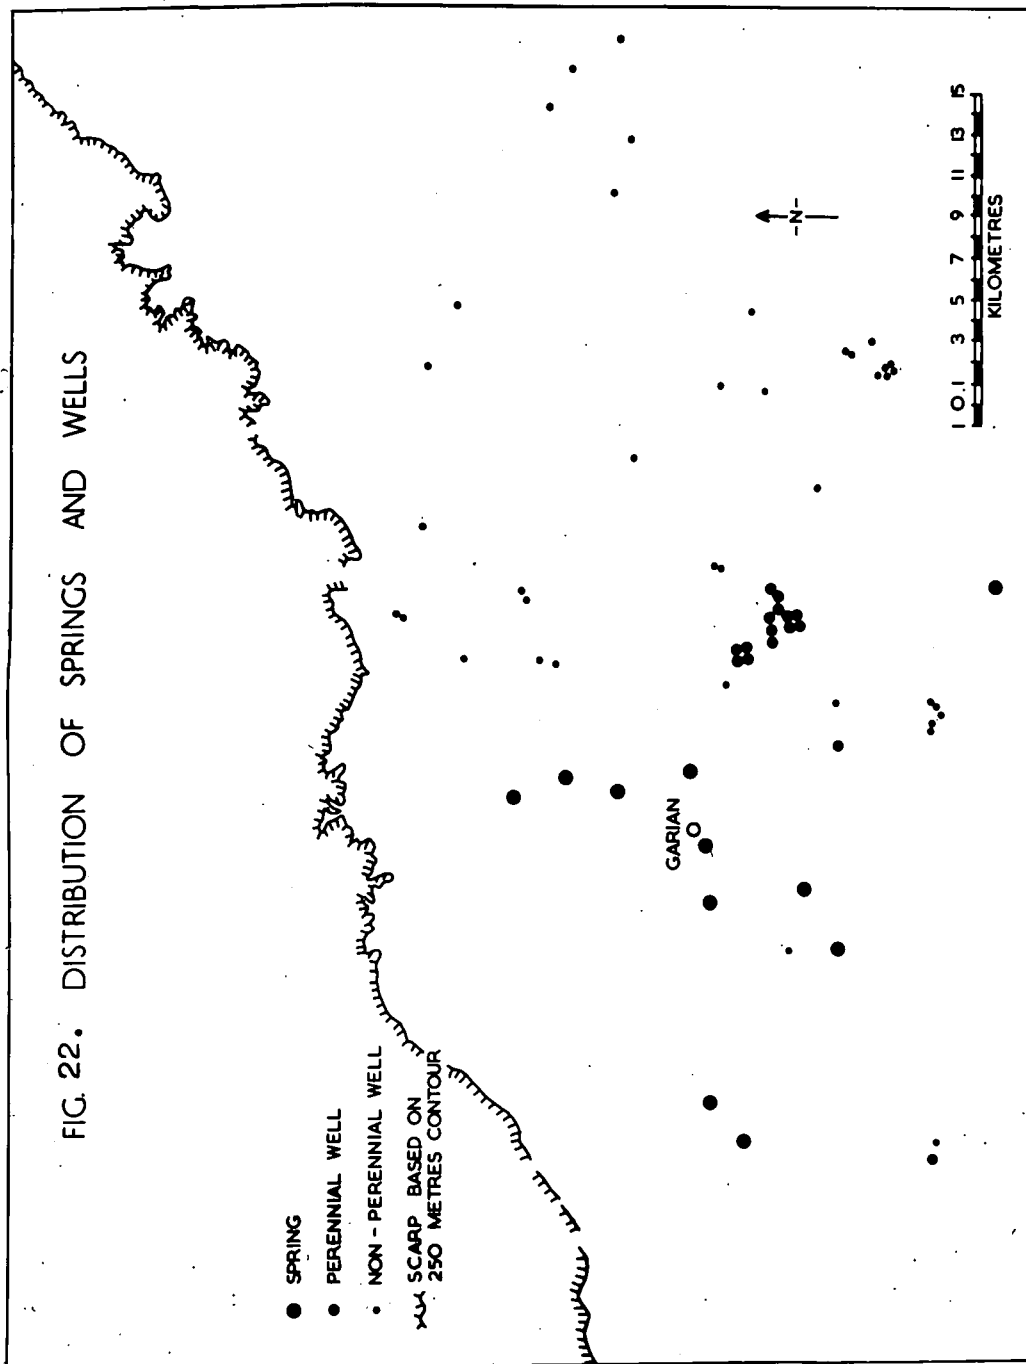 FIG. 22. DISTRIBUTION OF SPRINGS AND WELLS
SPRING
PERENNIAL WELL
NON-PERENNIAL WELL
SCARP BASED ON
250 METRES CONTOUR
GARIAN
-N-
1 0.1 3 5 7 9 11 13 15
KILOMETRES